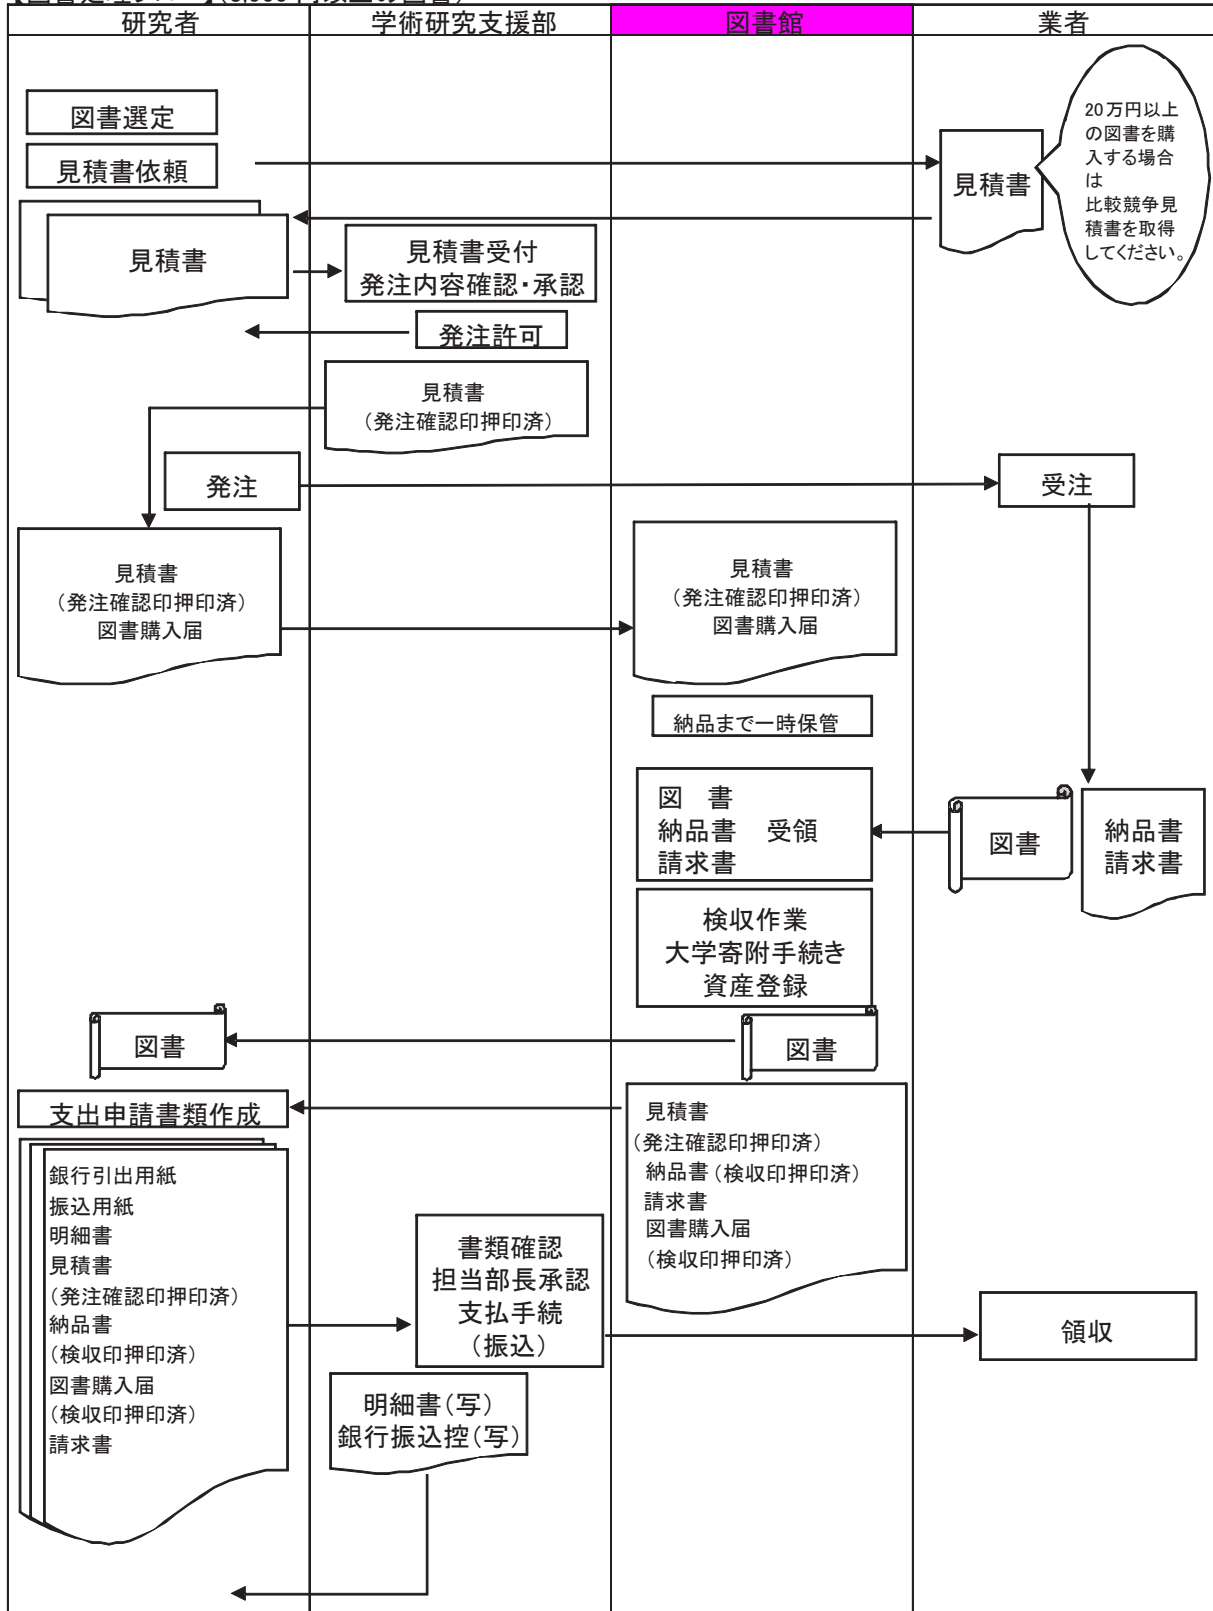 研究者
学術研究支援部
図書館
業者
図書選定
見積書依頼
見積書
20万円以上
の図書を購
入する場合
は
比較競争見
積書を取得
してください。
見積書
見積書受付
発注内容確認・承認
発注許可
見積書
(発注確認印押印済)
発注
受注
見積書
(発注確認印押印済)
図書購入届
見積書
(発注確認印押印済)
図書購入届
納品まで一時保管
図 書
納品書 受領
請求書
図書
納品書
請求書
検収作業
大学寄附手続き
資産登録
図書
図書
支出申請書類作成
見積書
(発注確認印押印済)
納品書(検収印押印済)
請求書
図書購入届
(検収印押印済)
銀行引出用紙
振込用紙
明細書
見積書
(発注確認印押印済)
納品書
(検収印押印済)
図書購入届
(検収印押印済)
請求書
書類確認
担当部長承認
支払手続
(振込)
領収
明細書(写)
銀行振込控(写)